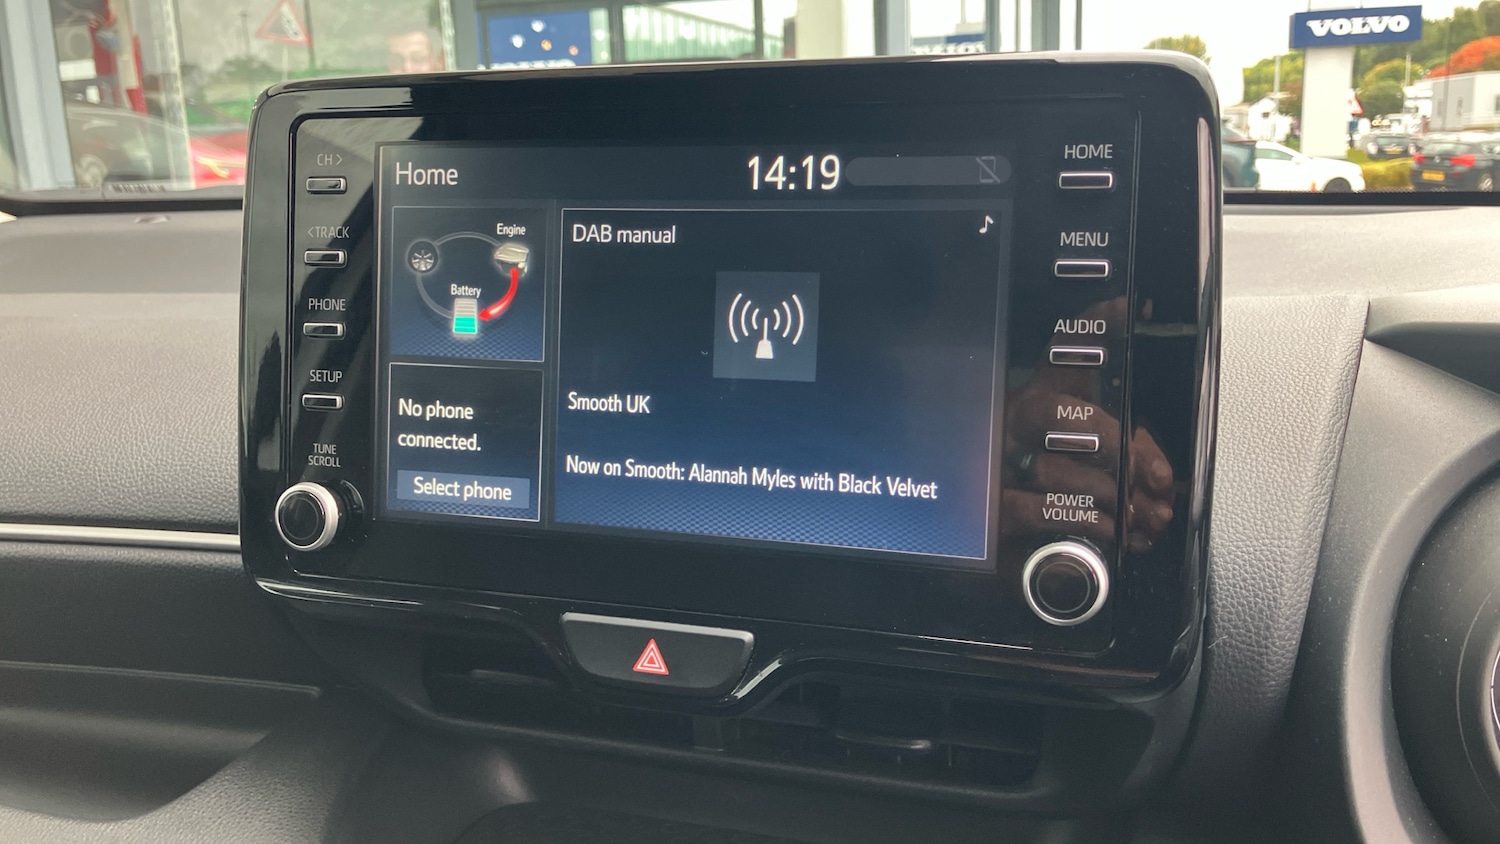 VOLVO
VOLVO
CH >
< TRACK
PHONE
SETUP
TUNE
SCROLL
Home
14:19
Engine
Battery
No phone
connected.
Select phone
DAB manual
Smooth UK
Now on Smooth: Alannah Myles with Black Velvet
HOME
MENU
AUDIO
MAP
POWER
VOLUME